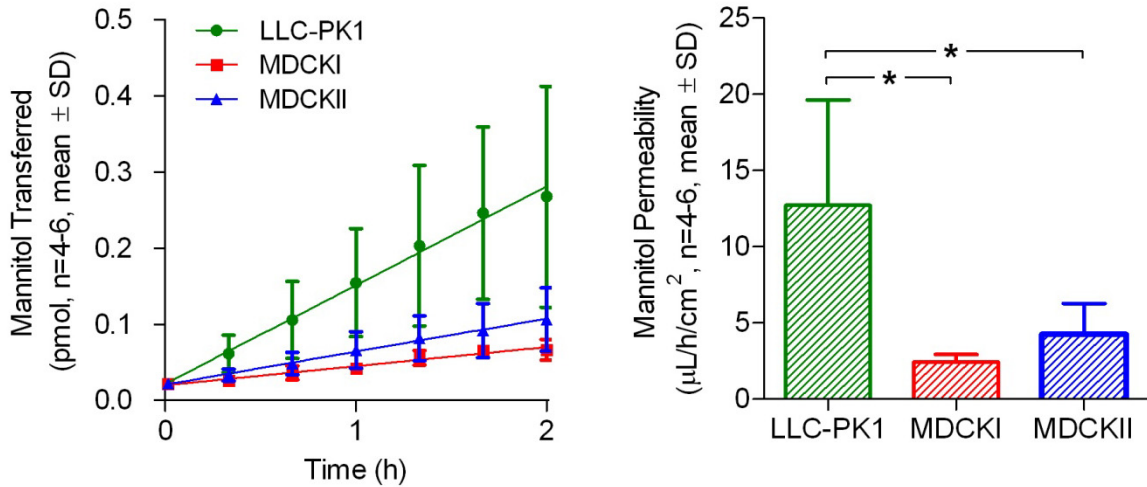 Mannitol Transferred
(pmol, n=4-6, mean ± SD)
0.5
0.4
0.3
0.2
0.1
0.0
LLC-PK1
MDCKI
MDCKII
0
1
2
Time (h)
Mannitol Permeability
(µL/h/cm², n=4-6, mean ± SD)
25
20
15
10
5
0
*
*
LLC-PK1
MDCKI
MDCKII